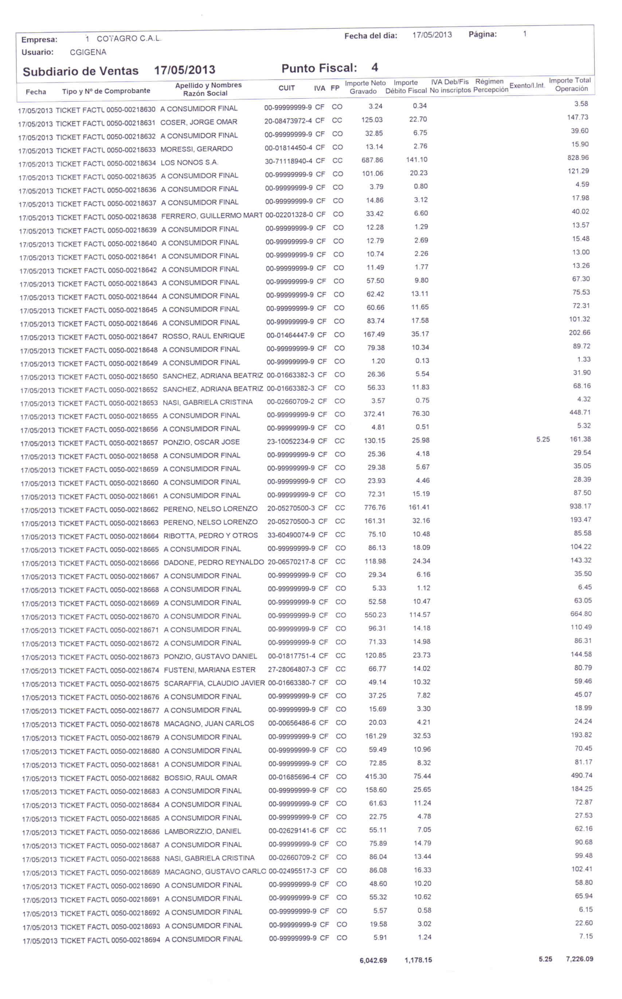 Empresa: 1 COTAGRO C.A.L. Fecha del día: 17/05/2013 Página: 1
Usuario: CGIGENA
Subdiario de Ventas 17/05/2013 Punto Fiscal: 4
Fecha Tipo y Nº de Comprobante Apellido y Nombres Razón Social CUIT IVA FP Importe Neto Gravado Importe Débito Fiscal IVA Deb/Fis No inscriptos Régimen Percepción Exento/I.Int. Importe Total Operación
17/05/2013 TICKET FACTL 0050-00218630 A CONSUMIDOR FINAL 00-99999999-9 CF CO 3.24 0.34 3.58
17/05/2013 TICKET FACTL 0050-00218631 COSER, JORGE OMAR 20-08473972-4 CF CC 125.03 22.70 147.73
17/05/2013 TICKET FACTL 0050-00218632 A CONSUMIDOR FINAL 00-99999999-9 CF CO 32.85 6.75 39.60
17/05/2013 TICKET FACTL 0050-00218633 MORESSI, GERARDO 00-01814450-4 CF CO 13.14 2.76 15.90
17/05/2013 TICKET FACTL 0050-00218634 LOS NONOS S.A. 30-71118940-4 CF CC 687.86 141.10 828.96
17/05/2013 TICKET FACTL 0050-00218635 A CONSUMIDOR FINAL 00-99999999-9 CF CO 101.06 20.23 121.29
17/05/2013 TICKET FACTL 0050-00218636 A CONSUMIDOR FINAL 00-99999999-9 CF CO 3.79 0.80 4.59
17/05/2013 TICKET FACTL 0050-00218637 A CONSUMIDOR FINAL 00-99999999-9 CF CO 14.86 3.12 17.98
17/05/2013 TICKET FACTL 0050-00218638 FERRERO, GUILLERMO MART 00-02201328-0 CF CO 33.42 6.60 40.02
17/05/2013 TICKET FACTL 0050-00218639 A CONSUMIDOR FINAL 00-99999999-9 CF CO 12.28 1.29 13.57
17/05/2013 TICKET FACTL 0050-00218640 A CONSUMIDOR FINAL 00-99999999-9 CF CO 12.79 2.69 15.48
17/05/2013 TICKET FACTL 0050-00218641 A CONSUMIDOR FINAL 00-99999999-9 CF CO 10.74 2.26 13.00
17/05/2013 TICKET FACTL 0050-00218642 A CONSUMIDOR FINAL 00-99999999-9 CF CO 11.49 1.77 13.26
17/05/2013 TICKET FACTL 0050-00218643 A CONSUMIDOR FINAL 00-99999999-9 CF CO 57.50 9.80 67.30
17/05/2013 TICKET FACTL 0050-00218644 A CONSUMIDOR FINAL 00-99999999-9 CF CO 62.42 13.11 75.53
17/05/2013 TICKET FACTL 0050-00218645 A CONSUMIDOR FINAL 00-99999999-9 CF CO 60.66 11.65 72.31
17/05/2013 TICKET FACTL 0050-00218646 A CONSUMIDOR FINAL 00-99999999-9 CF CO 83.74 17.58 101.32
17/05/2013 TICKET FACTL 0050-00218647 ROSSO, RAUL ENRIQUE 00-01464447-9 CF CO 167.49 35.17 202.66
17/05/2013 TICKET FACTL 0050-00218648 A CONSUMIDOR FINAL 00-99999999-9 CF CO 79.38 10.34 89.72
17/05/2013 TICKET FACTL 0050-00218649 A CONSUMIDOR FINAL 00-99999999-9 CF CO 1.20 0.13 1.33
17/05/2013 TICKET FACTL 0050-00218650 SANCHEZ, ADRIANA BEATRIZ 00-01663382-3 CF CO 26.36 5.54 31.90
17/05/2013 TICKET FACTL 0050-00218652 SANCHEZ, ADRIANA BEATRIZ 00-01663382-3 CF CO 56.33 11.83 68.16
17/05/2013 TICKET FACTL 0050-00218653 NASI, GABRIELA CRISTINA 00-02660709-2 CF CO 3.57 0.75 4.32
17/05/2013 TICKET FACTL 0050-00218655 A CONSUMIDOR FINAL 00-99999999-9 CF CO 372.41 76.30 448.71
17/05/2013 TICKET FACTL 0050-00218656 A CONSUMIDOR FINAL 00-99999999-9 CF CO 4.81 0.51 5.32
17/05/2013 TICKET FACTL 0050-00218657 PONZIO, OSCAR JOSE 23-10052234-9 CF CC 130.15 25.98 5.25 161.38
17/05/2013 TICKET FACTL 0050-00218658 A CONSUMIDOR FINAL 00-99999999-9 CF CO 25.36 4.18 29.54
17/05/2013 TICKET FACTL 0050-00218659 A CONSUMIDOR FINAL 00-99999999-9 CF CO 29.38 5.67 35.05
17/05/2013 TICKET FACTL 0050-00218660 A CONSUMIDOR FINAL 00-99999999-9 CF CO 23.93 4.46 28.39
17/05/2013 TICKET FACTL 0050-00218661 A CONSUMIDOR FINAL 00-99999999-9 CF CO 72.31 15.19 87.50
17/05/2013 TICKET FACTL 0050-00218662 PERENO, NELSO LORENZO 20-05270500-3 CF CC 776.76 161.41 938.17
17/05/2013 TICKET FACTL 0050-00218663 PERENO, NELSO LORENZO 20-05270500-3 CF CC 161.31 32.16 193.47
17/05/2013 TICKET FACTL 0050-00218664 RIBOTTA, PEDRO Y OTROS 33-60490074-9 CF CC 75.10 10.48 85.58
17/05/2013 TICKET FACTL 0050-00218665 A CONSUMIDOR FINAL 00-99999999-9 CF CO 86.13 18.09 104.22
17/05/2013 TICKET FACTL 0050-00218666 DADONE, PEDRO REYNALDO 20-06570217-8 CF CC 118.98 24.34 143.32
17/05/2013 TICKET FACTL 0050-00218667 A CONSUMIDOR FINAL 00-99999999-9 CF CO 29.34 6.16 35.50
17/05/2013 TICKET FACTL 0050-00218668 A CONSUMIDOR FINAL 00-99999999-9 CF CO 5.33 1.12 6.45
17/05/2013 TICKET FACTL 0050-00218669 A CONSUMIDOR FINAL 00-99999999-9 CF CO 52.58 10.47 63.05
17/05/2013 TICKET FACTL 0050-00218670 A CONSUMIDOR FINAL 00-99999999-9 CF CO 550.23 114.57 664.80
17/05/2013 TICKET FACTL 0050-00218671 A CONSUMIDOR FINAL 00-99999999-9 CF CO 96.31 14.18 110.49
17/05/2013 TICKET FACTL 0050-00218672 A CONSUMIDOR FINAL 00-99999999-9 CF CO 71.33 14.98 86.31
17/05/2013 TICKET FACTL 0050-00218673 PONZIO, GUSTAVO DANIEL 00-01817751-4 CF CC 120.85 23.73 144.58
17/05/2013 TICKET FACTL 0050-00218674 FUSTENI, MARIANA ESTER 27-28064807-3 CF CC 66.77 14.02 80.79
17/05/2013 TICKET FACTL 0050-00218675 SCARAFFIA, CLAUDIO JAVIER 00-01663380-7 CF CO 49.14 10.32 59.46
17/05/2013 TICKET FACTL 0050-00218676 A CONSUMIDOR FINAL 00-99999999-9 CF CO 37.25 7.82 45.07
17/05/2013 TICKET FACTL 0050-00218677 A CONSUMIDOR FINAL 00-99999999-9 CF CO 15.69 3.30 18.99
17/05/2013 TICKET FACTL 0050-00218678 MACAGNO, JUAN CARLOS 00-00656486-6 CF CO 20.03 4.21 24.24
17/05/2013 TICKET FACTL 0050-00218679 A CONSUMIDOR FINAL 00-99999999-9 CF CO 161.29 32.53 193.82
17/05/2013 TICKET FACTL 0050-00218680 A CONSUMIDOR FINAL 00-99999999-9 CF CO 59.49 10.96 70.45
17/05/2013 TICKET FACTL 0050-00218681 A CONSUMIDOR FINAL 00-99999999-9 CF CO 72.85 8.32 81.17
17/05/2013 TICKET FACTL 0050-00218682 BOSSIO, RAUL OMAR 00-01685696-4 CF CO 415.30 75.44 490.74
17/05/2013 TICKET FACTL 0050-00218683 A CONSUMIDOR FINAL 00-99999999-9 CF CO 158.60 25.65 184.25
17/05/2013 TICKET FACTL 0050-00218684 A CONSUMIDOR FINAL 00-99999999-9 CF CO 61.63 11.24 72.87
17/05/2013 TICKET FACTL 0050-00218685 A CONSUMIDOR FINAL 00-99999999-9 CF CO 22.75 4.78 27.53
17/05/2013 TICKET FACTL 0050-00218686 LAMBORIZZIO, DANIEL 00-02629141-6 CF CC 55.11 7.05 62.16
17/05/2013 TICKET FACTL 0050-00218687 A CONSUMIDOR FINAL 00-99999999-9 CF CO 75.89 14.79 90.68
17/05/2013 TICKET FACTL 0050-00218688 NASI, GABRIELA CRISTINA 00-02660709-2 CF CO 86.04 13.44 99.48
17/05/2013 TICKET FACTL 0050-00218689 MACAGNO, GUSTAVO CARLO 00-02495517-3 CF CO 86.08 16.33 102.41
17/05/2013 TICKET FACTL 0050-00218690 A CONSUMIDOR FINAL 00-99999999-9 CF CO 48.60 10.20 58.80
17/05/2013 TICKET FACTL 0050-00218691 A CONSUMIDOR FINAL 00-99999999-9 CF CO 55.32 10.62 65.94
17/05/2013 TICKET FACTL 0050-00218692 A CONSUMIDOR FINAL 00-99999999-9 CF CO 5.57 0.58 6.15
17/05/2013 TICKET FACTL 0050-00218693 A CONSUMIDOR FINAL 00-99999999-9 CF CO 19.58 3.02 22.60
17/05/2013 TICKET FACTL 0050-00218694 A CONSUMIDOR FINAL 00-99999999-9 CF CO 5.91 1.24 7.15
6,042.69 1,178.15 5.25 7,226.09